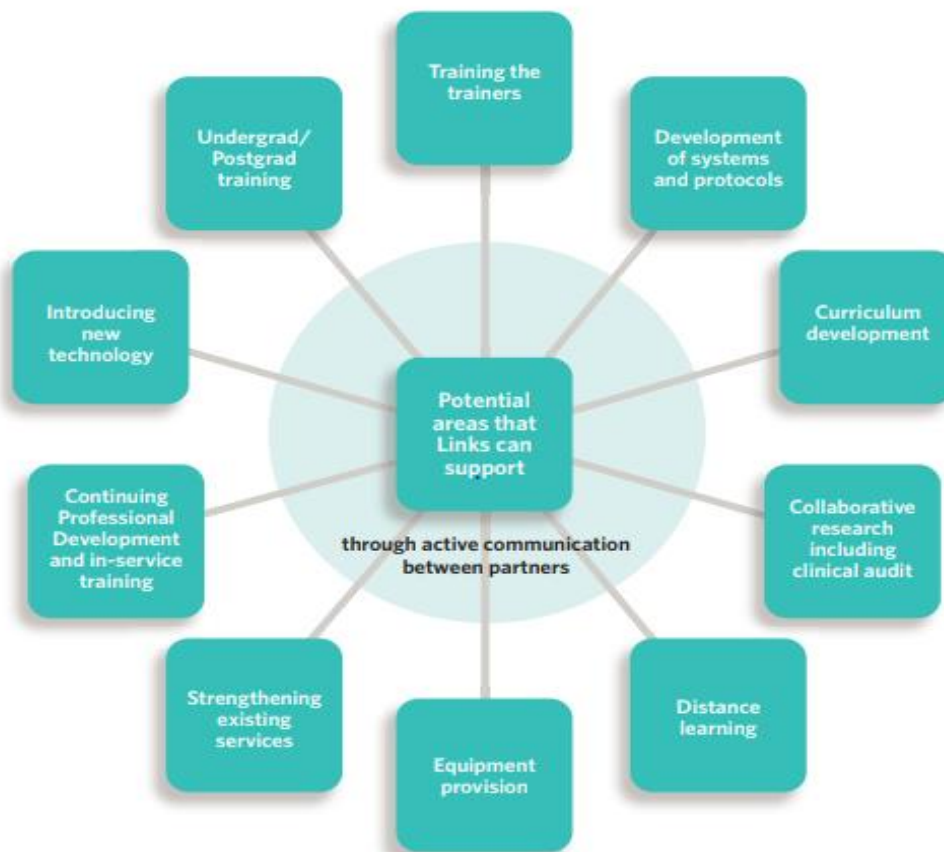 Training the
trainers
Undergrad/
Postgrad
training
Development
of systems
and protocols
Introducing
new
technology
Curriculum
development
Potential
areas that
Links can
support
through active communication
between partners
Continuing
Professional
Development
and in-service
training
Collaborative
research
including
clinical audit
Strengthening
existing
services
Distance
learning
Equipment
provision